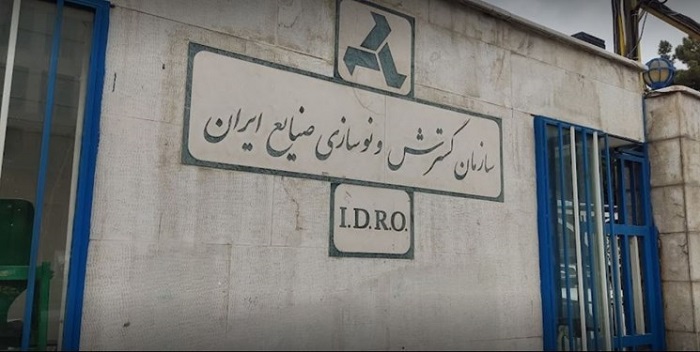 سازمان گسترش و نوسازی صنایع ایران
I.D.R.O.